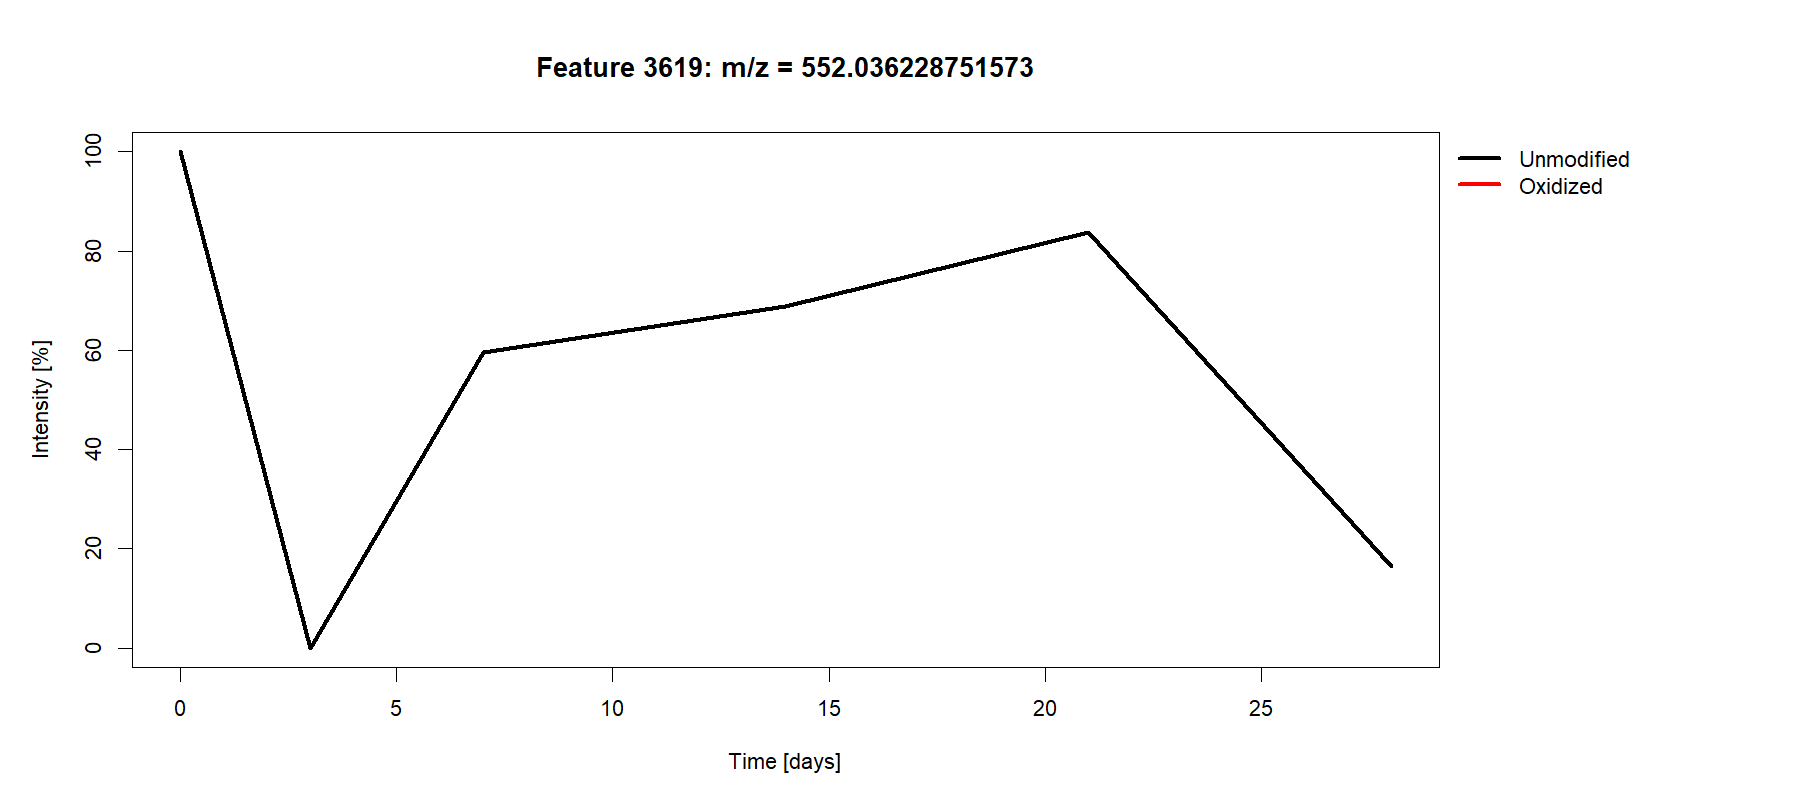 Feature 3619: m/z = 552.036228751573
Unmodified
Oxidized
Intensity [%]
100
80
60
40
20
0
0 5 10 15 20 25
Time [days]